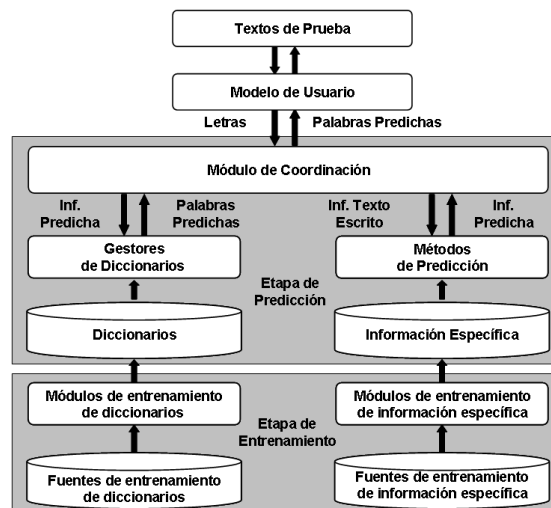 Textos de Prueba
Modelo de Usuario
Letras
Palabras Predichas
Módulo de Coordinación
Inf.
Predicha
Palabras
Predichas
Inf. Texto
Escrito
Inf.
Predicha
Gestores
de Diccionarios
Métodos
de Predicción
Etapa de
Predicción
Diccionarios
Información Específica
Módulos de entrenamiento
de diccionarios
Módulos de entrenamiento
de información específica
Etapa de
Entrenamiento
Fuentes de entrenamiento
de diccionarios
Fuentes de entrenamiento
de información específica